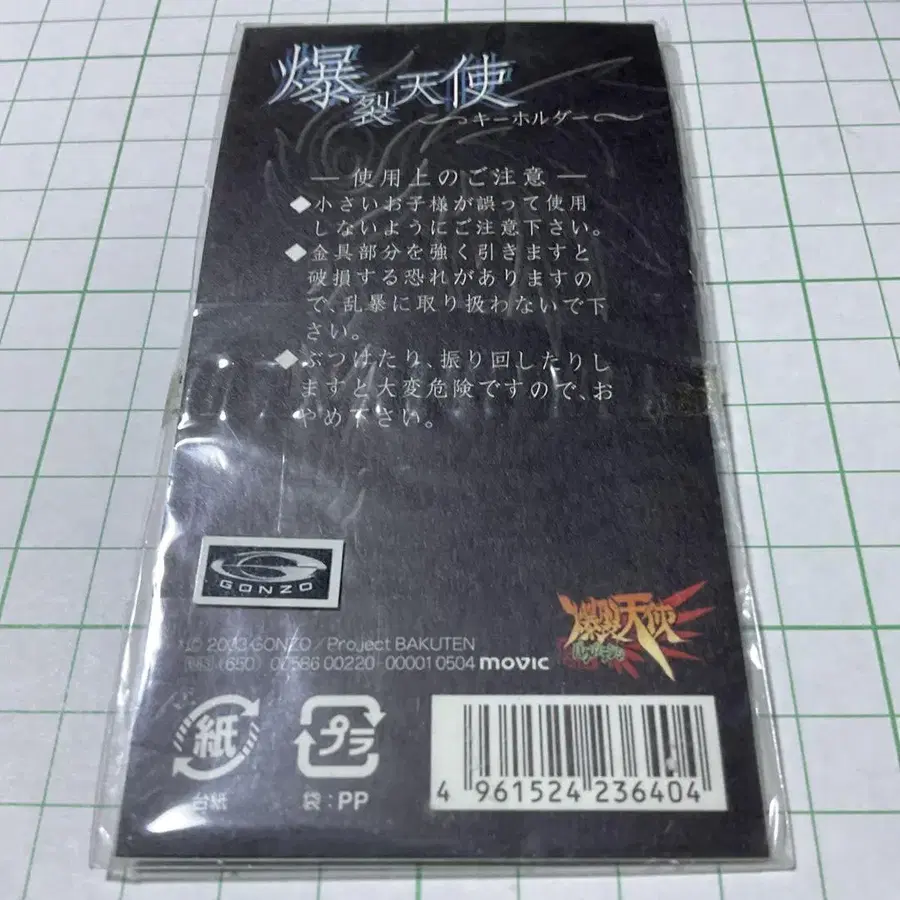 爆裂天使
〜キーホルダー〜
― 使用上のご注意 ―
◆小さいお子様が誤って使用
しないようにご注意下さい。
◆金具部分を強く引きますと
破損する恐れがありますの
で、乱暴に取り扱わないで下
さい。
◆ぶつけたり、振り回したりし
ますと大変危険ですので、お
やめ下さい。
GONZO
爆裂天使
© 2003 GONZO / Project BAKUTEN
(650) 00586 00220 00001 0504 movic
紙
プラ
台紙
袋:PP
4 961524 236404